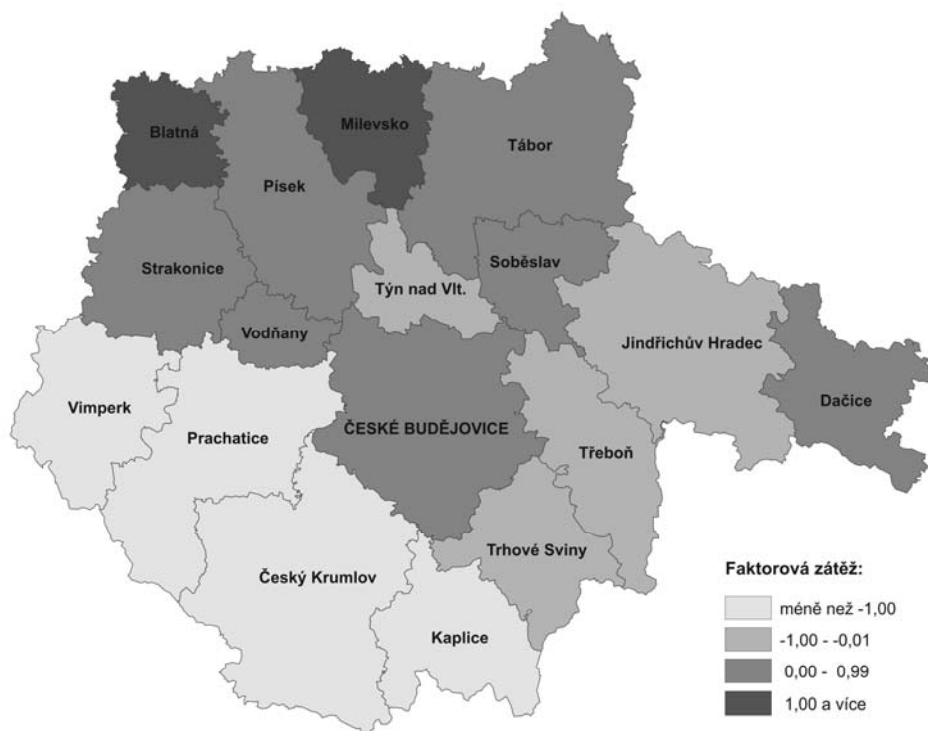 Blatná
Milevsko
Tábor
Písek
Strakonice
Soběslav
Týn nad Vlt.
Vodňany
Jindřichův Hradec
Vimperk
Dačice
Prachatice
ČESKÉ BUDĚJOVICE
Třeboň
Trhové Sviny
Český Krumlov
Kaplice
Faktorová zátěž:
méně než -1,00
-1,00 - -0,01
0,00 - 0,99
1,00 a více